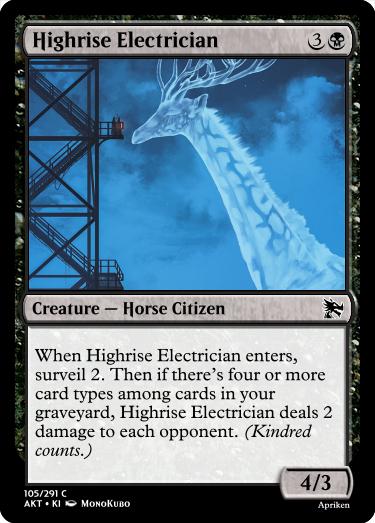 Highrise Electrician 3
Creature — Horse Citizen
When Highrise Electrician enters,
surveil 2. Then if there's four or more
card types among cards in your
graveyard, Highrise Electrician deals 2
damage to each opponent. (Kindred
counts.)
4/3
105/291 C
AKT • KI MonoKubo
Apriken